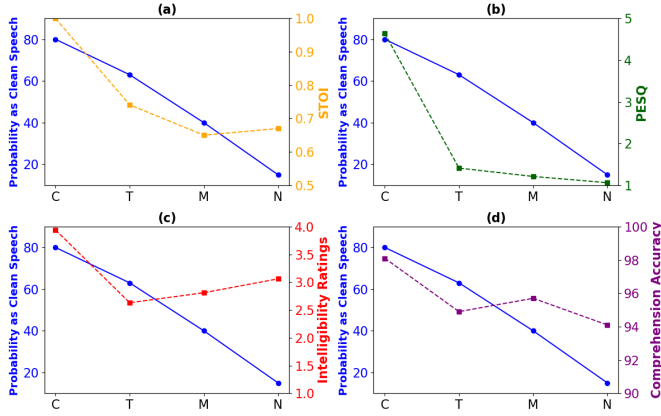 (a)
Probability as Clean Speech
80
60
40
20
C T M N
1.0
0.9
0.8
0.7
0.6
0.5
STOI
(b)
Probability as Clean Speech
80
60
40
20
C T M N
5
4
3
2
1
PESQ
(c)
Probability as Clean Speech
80
60
40
20
C T M N
4.0
3.5
3.0
2.5
2.0
1.5
1.0
Intelligibility Ratings
(d)
Probability as Clean Speech
80
60
40
20
C T M N
100
98
96
94
92
90
Comprehension Accuracy